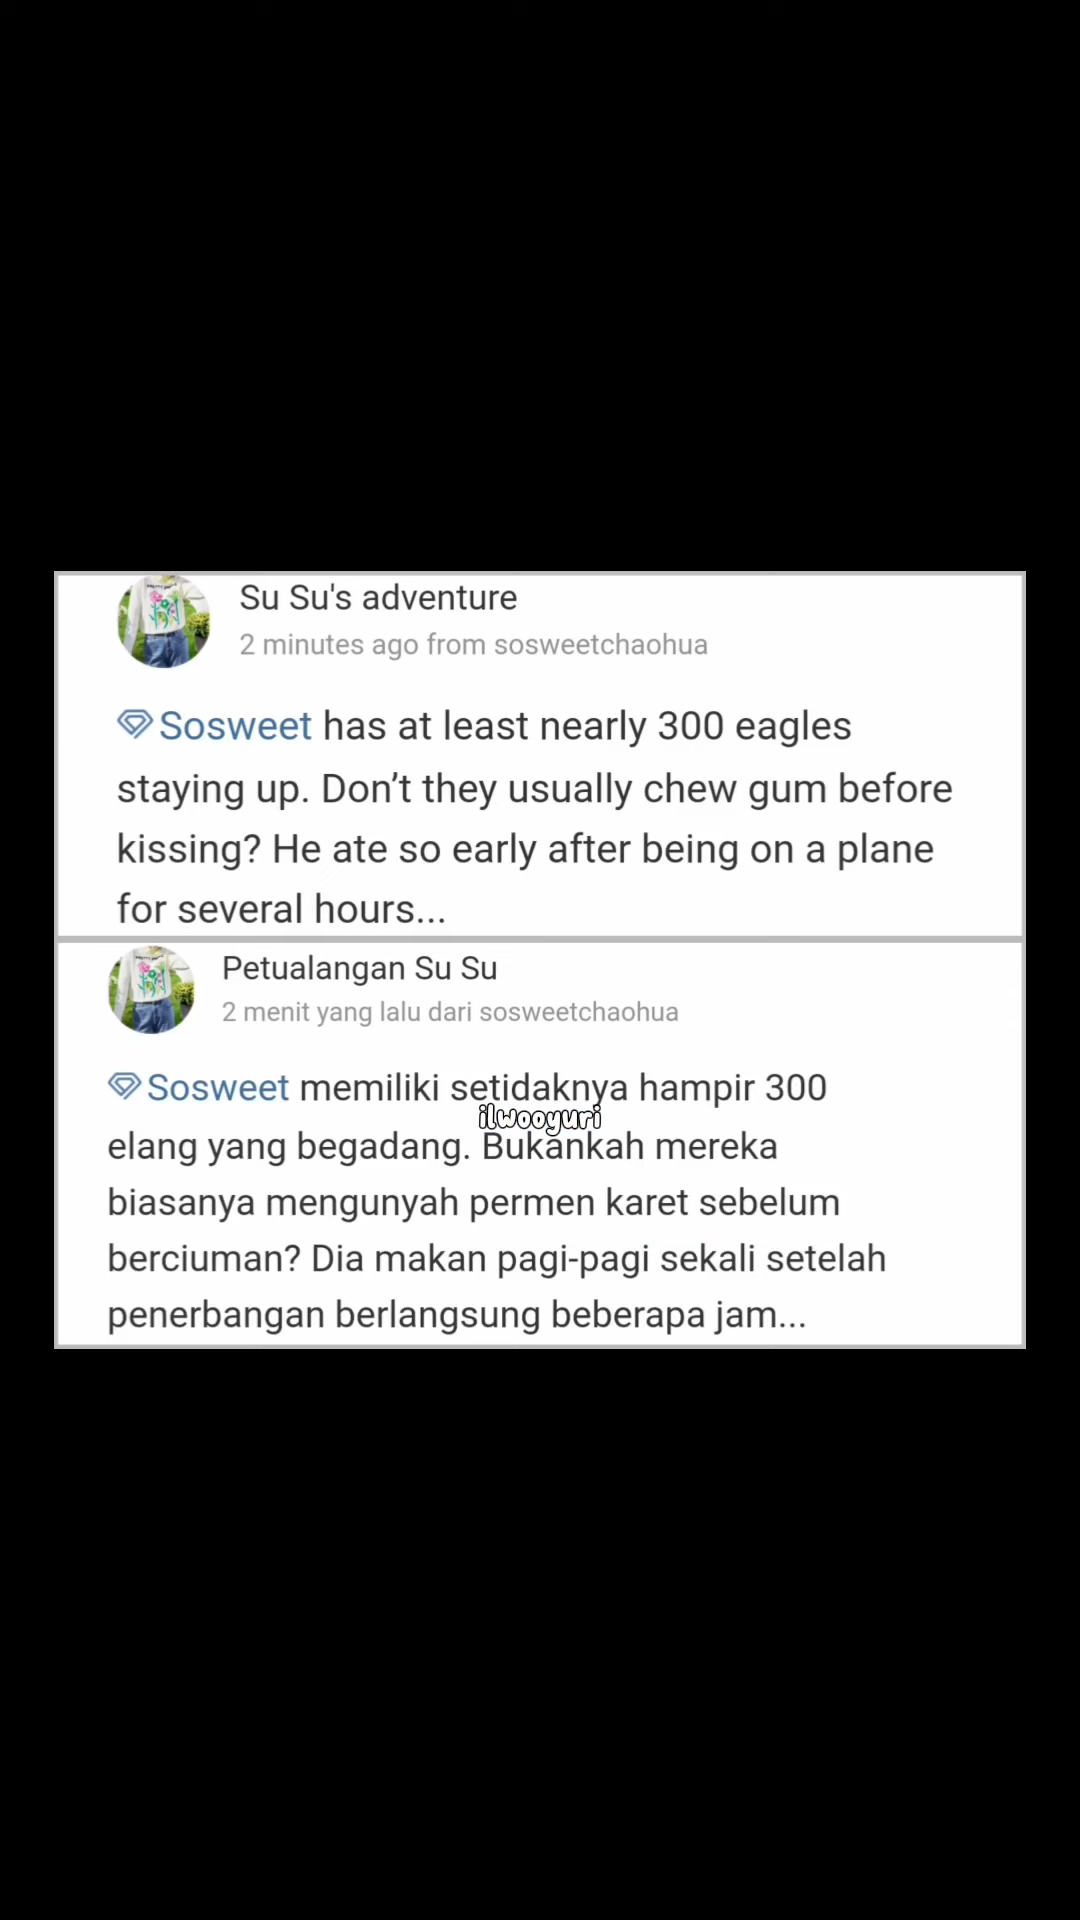 Su Su's adventure
2 minutes ago from sosweetchaohua
Sosweet has at least nearly 300 eagles
staying up. Don’t they usually chew gum before
kissing? He ate so early after being on a plane
for several hours...
Petualangan Su Su
2 menit yang lalu dari sosweetchaohua
Sosweet memiliki setidaknya hampir 300
ilwooyuri
elang yang begadang. Bukankah mereka
biasanya mengunyah permen karet sebelum
berciuman? Dia makan pagi-pagi sekali setelah
penerbangan berlangsung beberapa jam...